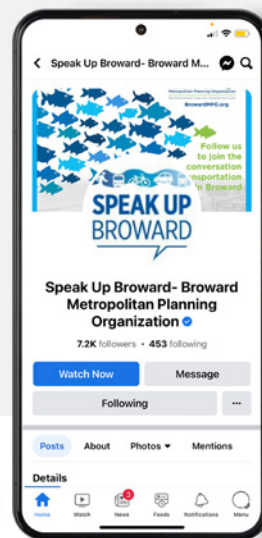 Speak Up Broward- Broward M...
Metropolitan Planning Organization
BrowardMPO.org
Follow us
to join the
conversation
nsportation
n Broward
SPEAK UP
BROWARD
Speak Up Broward- Broward
Metropolitan Planning
Organization
7.2K followers • 453 following
Watch Now
Message
Following
Posts
About
Photos
Mentions
Details
3
Home
Watch
News
Feeds
Notifications
Menu